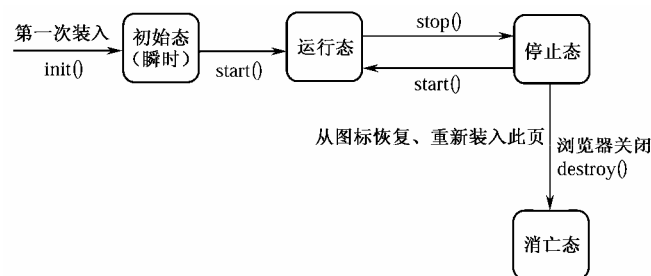 第一次装入
init()
初始态
(瞬时)
start()
运行态
stop()
start()
停止态
从图标恢复、重新装入此页
浏览器关闭
destroy()
消亡态